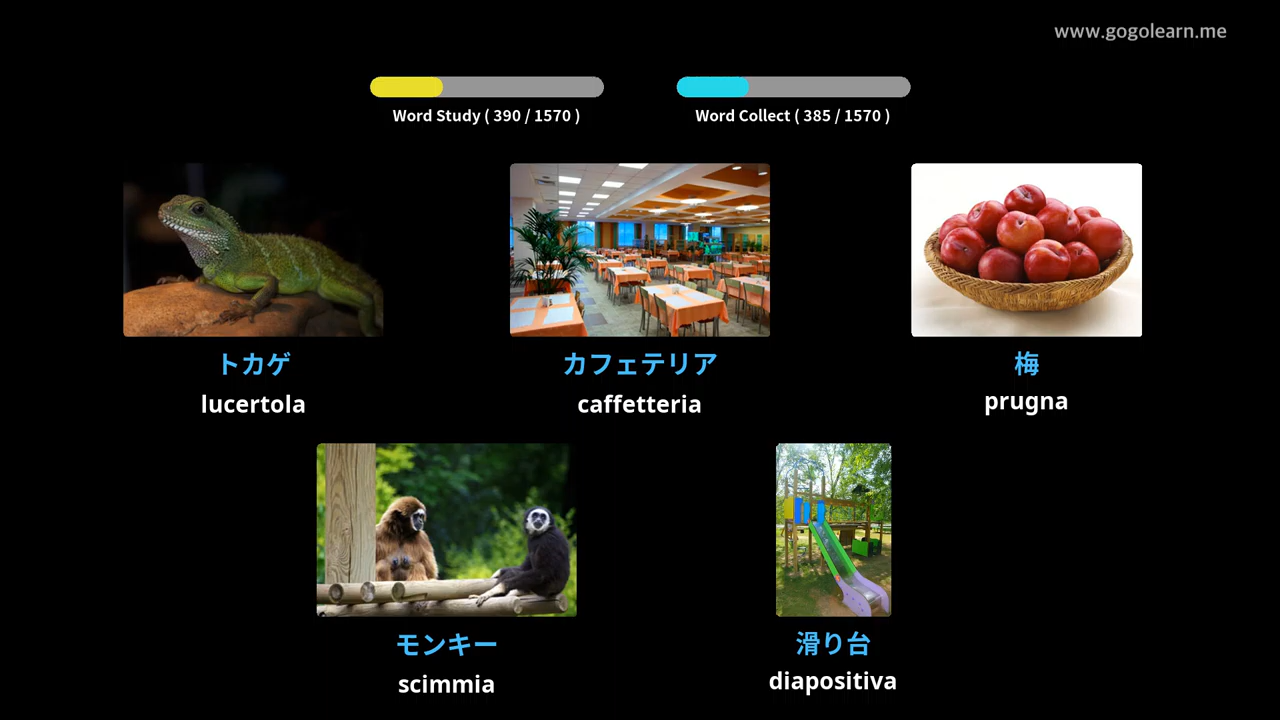 www.gogolearn.me
Word Study ( 390 / 1570 )
Word Collect ( 385 / 1570 )
トカゲ
lucertola
カフェテリア
caffetteria
梅
prugna
モンキー
scimmia
滑り台
diapositiva